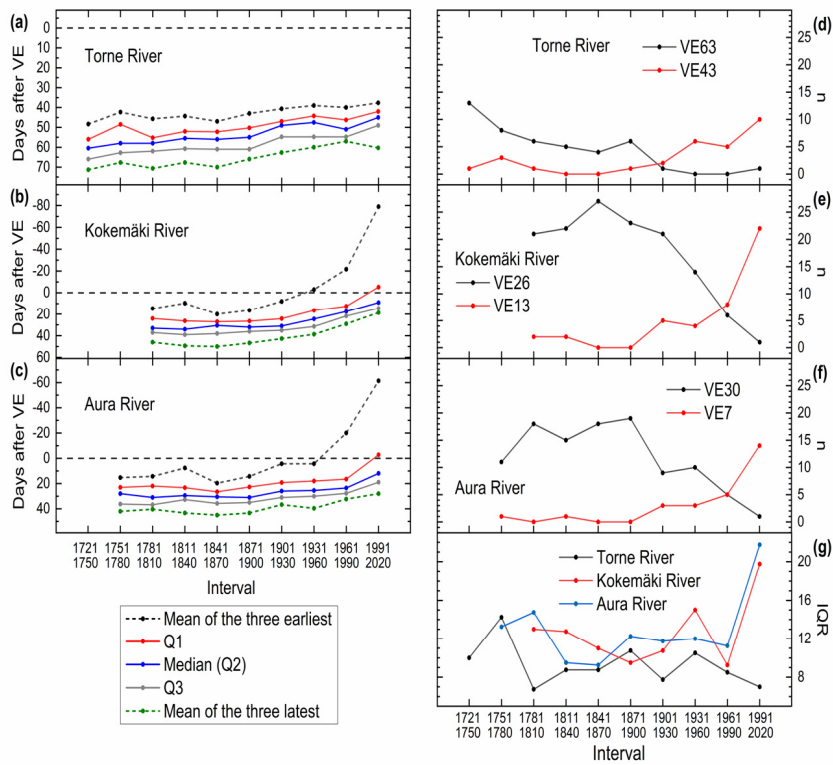 (a)
0
10
20
30
40
50
60
70
Days after VE
Torne River
(b)
-80
-60
-40
-20
0
20
40
60
Days after VE
Kokemäki River
(c)
-60
-40
-20
0
20
40
Days after VE
Aura River
1721 1751 1781 1811 1841 1871 1901 1931 1961 1991
1750 1780 1810 1840 1870 1900 1930 1960 1990 2020
Interval
Mean of the three earliest
Q1
Median (Q2)
Q3
Mean of the three latest
(d)
Torne River
VE63
VE43
25
20
15
10
5
0
n
(e)
Kokemäki River
VE26
VE13
25
20
15
10
5
0
n
(f)
VE30
VE7
Aura River
25
20
15
10
5
0
n
(g)
Torne River
Kokemäki River
Aura River
20
16
12
8
IQR
1721 1751 1781 1811 1841 1871 1901 1931 1961 1991
1750 1780 1810 1840 1870 1900 1930 1960 1990 2020
Interval